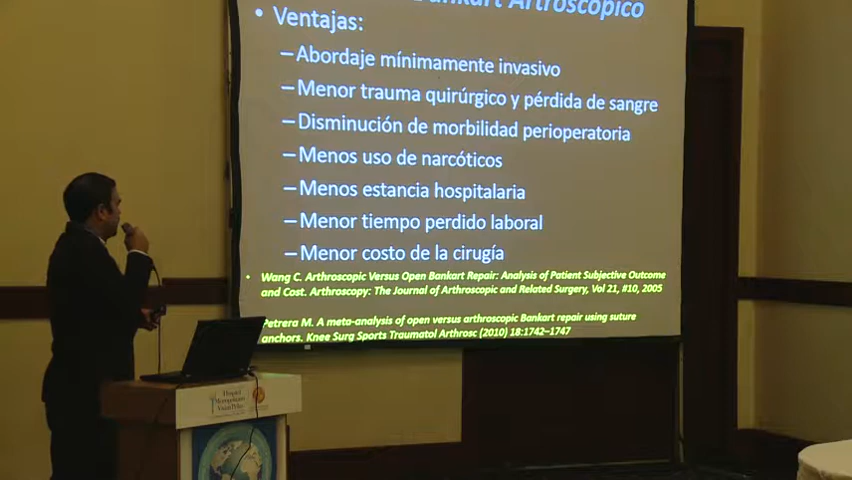 Bankart Artroscópico
• Ventajas:
–Abordaje mínimamente invasivo
–Menor trauma quirúrgico y pérdida de sangre
–Disminución de morbilidad perioperatoria
–Menos uso de narcóticos
–Menos estancia hospitalaria
–Menor tiempo perdido laboral
–Menor costo de la cirugía
• Wang C. Arthroscopic Versus Open Bankart Repair: Analysis of Patient Subjective Outcome
and Cost. Arthroscopy: The Journal of Arthroscopic and Related Surgery, Vol 21, #10, 2005
Petrera M. A meta-analysis of open versus arthroscopic Bankart repair using suture
anchors. Knee Surg Sports Traumatol Arthrosc (2010) 18:1742–1747
Hospital
Metropolitano
Vivian Pellas